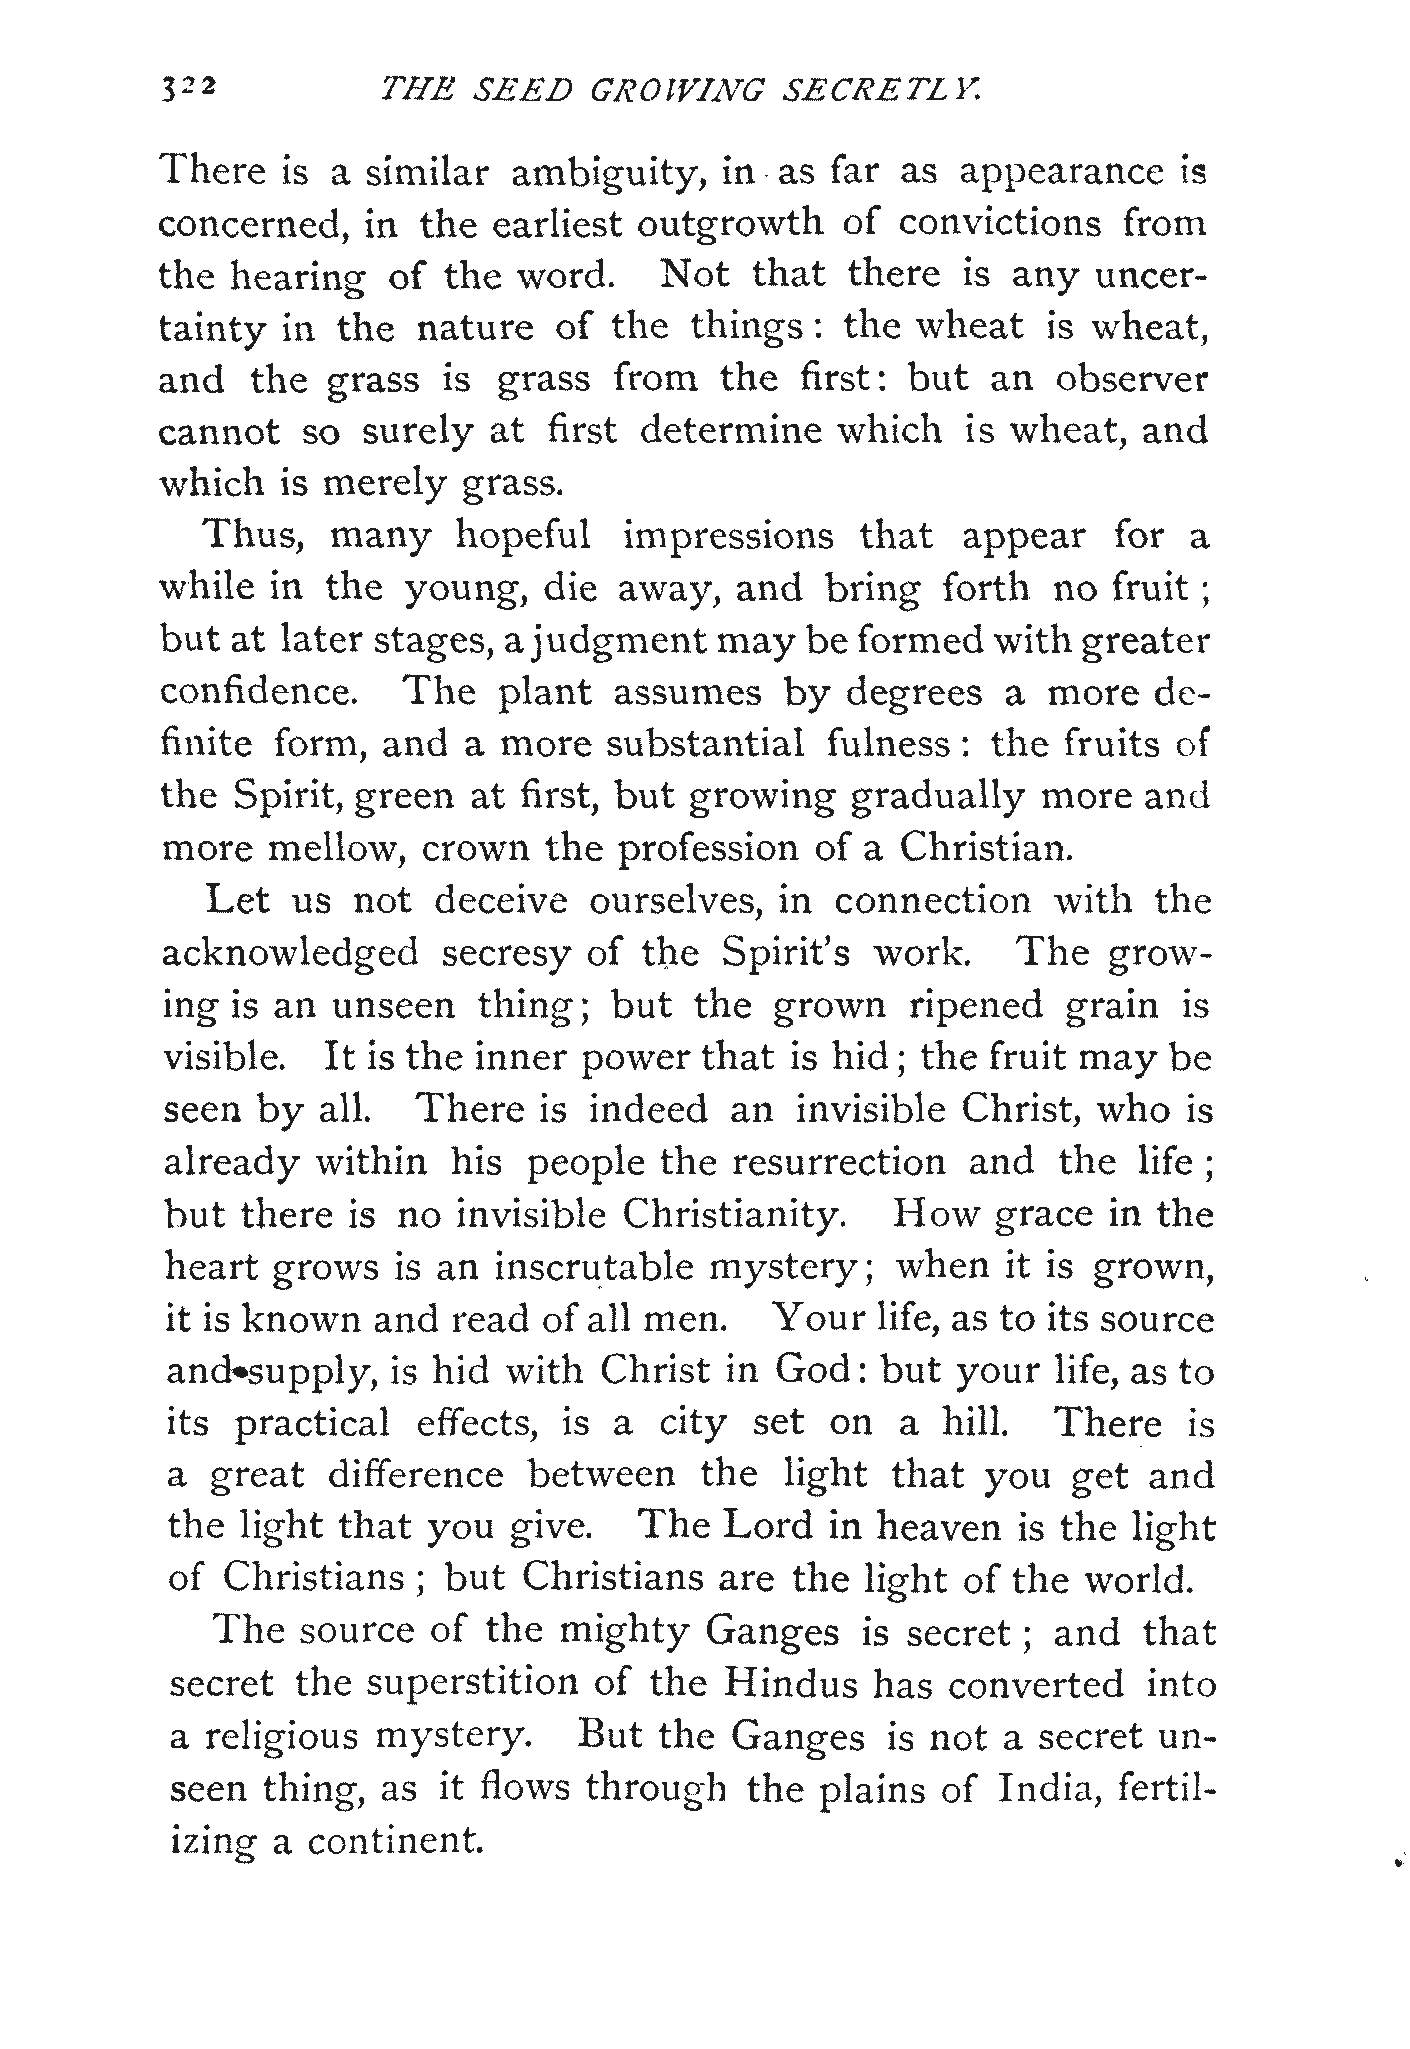 322 THE SEED GROWING SECRETLY.
There is a similar ambiguity, in as far as appearance is
concerned, in the earliest outgrowth of convictions from
the hearing of the word. Not that there is any uncer-
tainty in the nature of the things : the wheat is wheat,
and the grass is grass from the first : but an observer
cannot so surely at first determine which is wheat, and
which is merely grass.
Thus, many hopeful impressions that appear for a
while in the young, die away, and bring forth no fruit ;
but at later stages, a judgment may be formed with greater
confidence. The plant assumes by degrees a more de-
finite form, and a more substantial fulness : the fruits of
the Spirit, green at first, but growing gradually more and
more mellow, crown the profession of a Christian.
Let us not deceive ourselves, in connection with the
acknowledged secresy of the Spirit's work. The grow-
ing is an unseen thing ; but the grown ripened grain is
visible. It is the inner power that is hid ; the fruit may be
seen by all. There is indeed an invisible Christ, who is
already within his people the resurrection and the life ;
but there is no invisible Christianity. How grace in the
heart grows is an inscrutable mystery ; when it is grown,
it is known and read of all men. Your life, as to its source
and supply, is hid with Christ in God : but your life, as to
its practical effects, is a city set on a hill. There is
a great difference between the light that you get and
the light that you give. The Lord in heaven is the light
of Christians ; but Christians are the light of the world.
The source of the mighty Ganges is secret ; and that
secret the superstition of the Hindus has converted into
a religious mystery. But the Ganges is not a secret un-
seen thing, as it flows through the plains of India, fertil-
izing a continent.